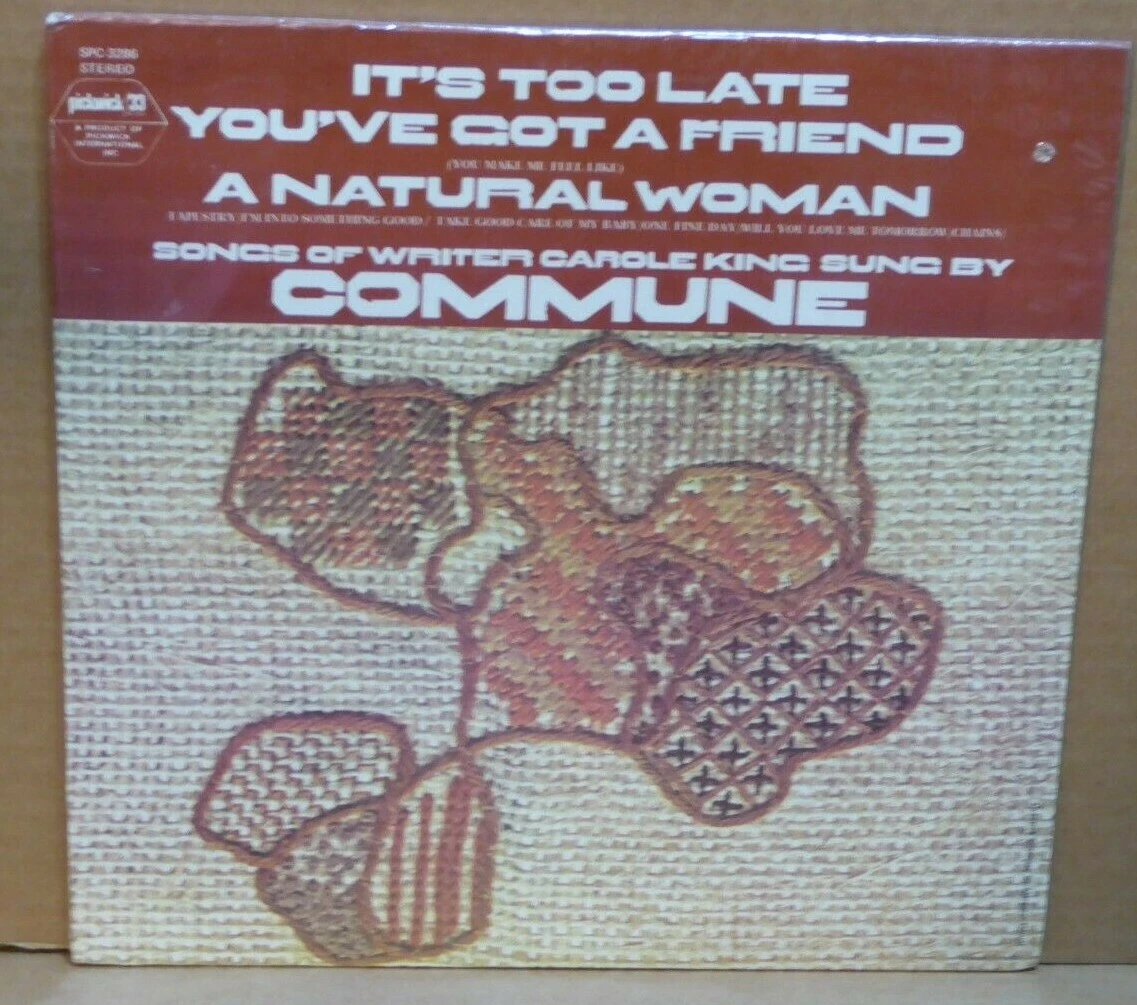 SPC-3286
STEREO
pickwick/33
A PRODUCT OF
PICKWICK
INTERNATIONAL
INC.
IT'S TOO LATE
YOU'VE GOT A FRIEND
(YOU MAKE ME FEEL LIKE)
A NATURAL WOMAN
TAPESTRY/I'M INTO SOMETHING GOOD/ TAKE GOOD CARE OF MY BABY/ONE FINE DAY/WILL YOU LOVE ME TOMORROW/CHAINS/
SONGS OF WRITER CAROLE KING SUNG BY
COMMUNE